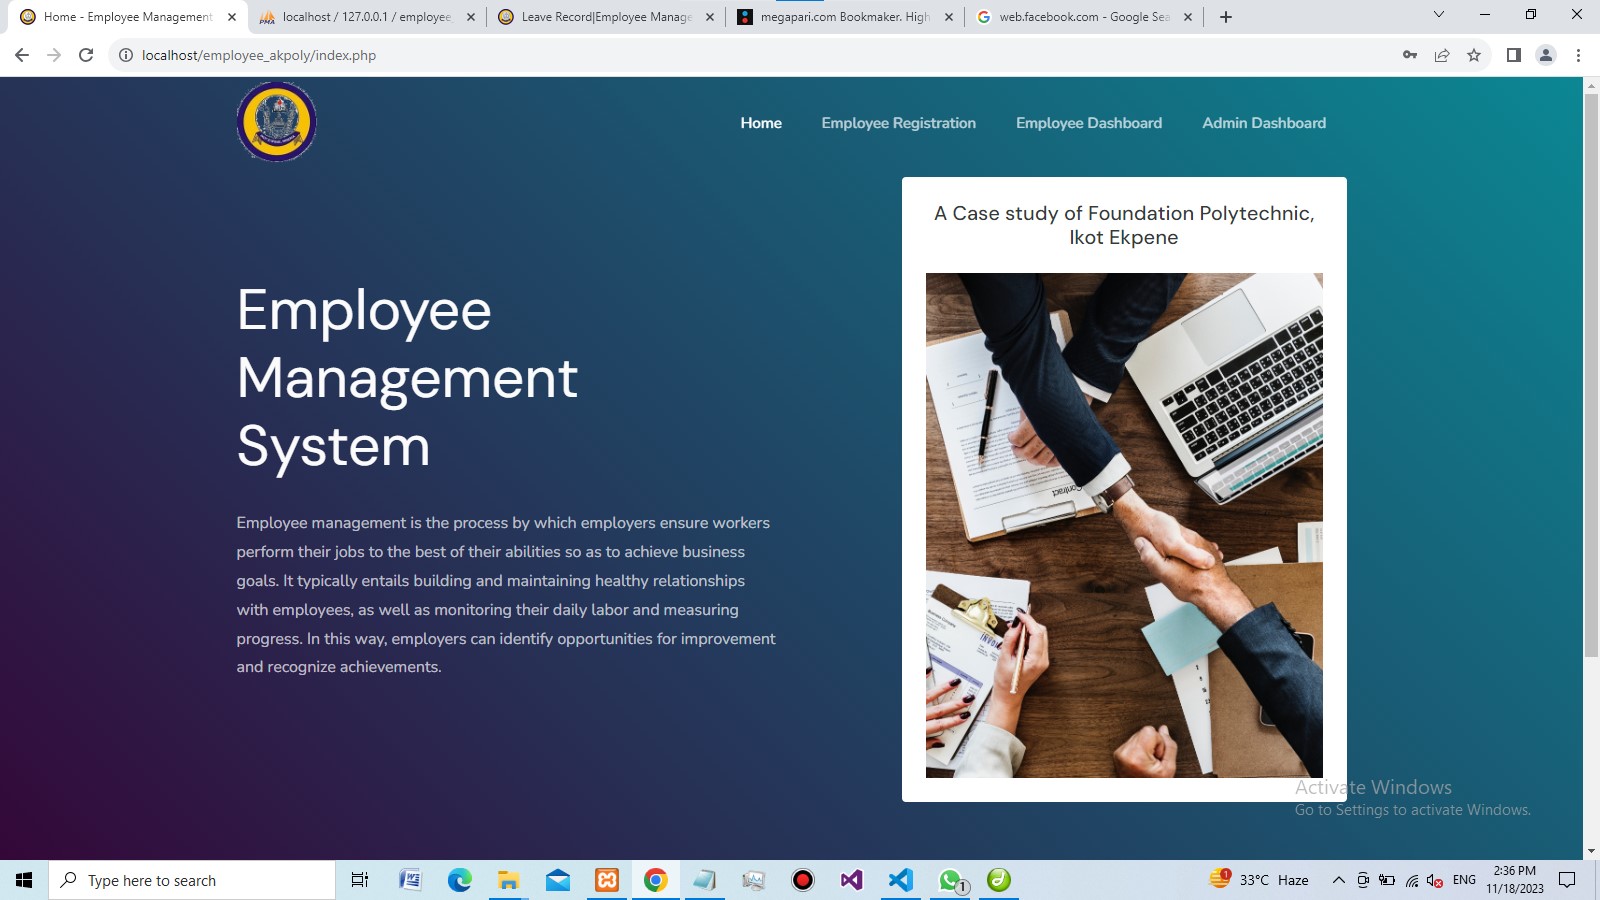 Home - Employee Management
localhost / 127.0.0.1 / employee_
Leave Record|Employee Manage
megapari.com Bookmaker. High
web.facebook.com - Google Sea
localhost/employee_akpoly/index.php
Home
Employee Registration
Employee Dashboard
Admin Dashboard
A Case study of Foundation Polytechnic,
Ikot Ekpene
Employee
Management
System
Employee management is the process by which employers ensure workers
perform their jobs to the best of their abilities so as to achieve business
goals. It typically entails building and maintaining healthy relationships
with employees, as well as monitoring their daily labor and measuring
progress. In this way, employers can identify opportunities for improvement
and recognize achievements.
Contract
INVOICE
Activate Windows
Go to Settings to activate Windows.
Type here to search
1
1
33°C Haze
ENG
2:36 PM
11/18/2023